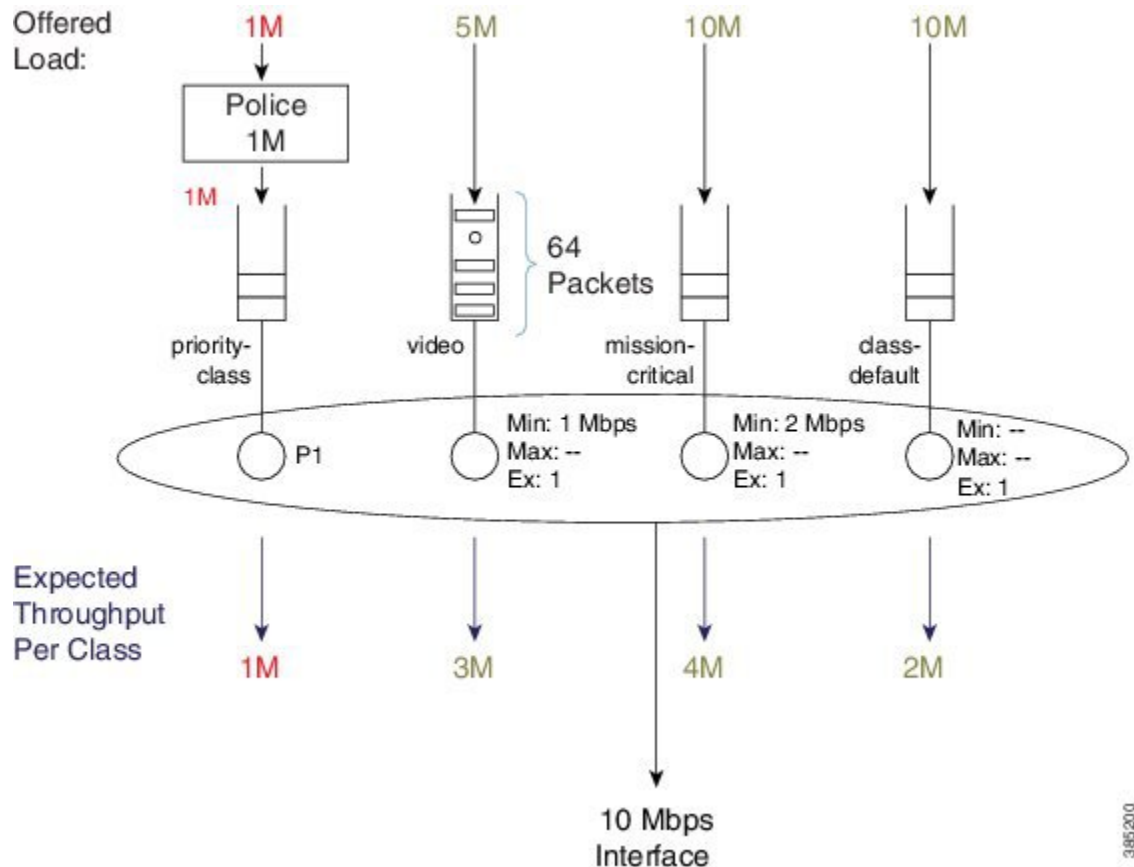 Offered
Load:
1M
5M
10M
10M
Police
1M
1M
64
Packets
priority-
class
video
mission-
critical
class-
default
P1
Min: 1 Mbps
Max: --
Ex: 1
Min: 2 Mbps
Max: --
Ex: 1
Min: --
Max: --
Ex: 1
Expected
Throughput
Per Class
1M
3M
4M
2M
10 Mbps
Interface
385200